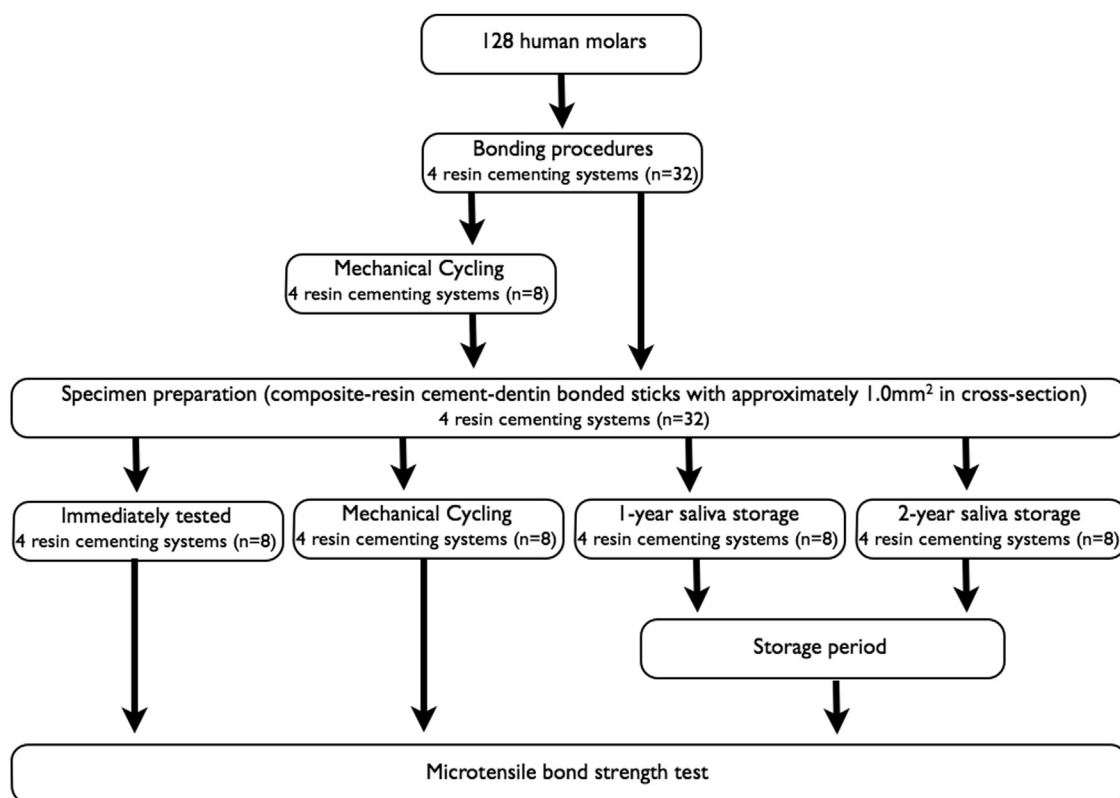 128 human molars
Bonding procedures
4 resin cementing systems (n=32)
Mechanical Cycling
4 resin cementing systems (n=8)
Specimen preparation (composite-resin cement-dentin bonded sticks with approximately 1.0mm² in cross-section)
4 resin cementing systems (n=32)
Immediately tested
4 resin cementing systems (n=8)
Mechanical Cycling
4 resin cementing systems (n=8)
1-year saliva storage
4 resin cementing systems (n=8)
2-year saliva storage
4 resin cementing systems (n=8)
Storage period
Microtensile bond strength test